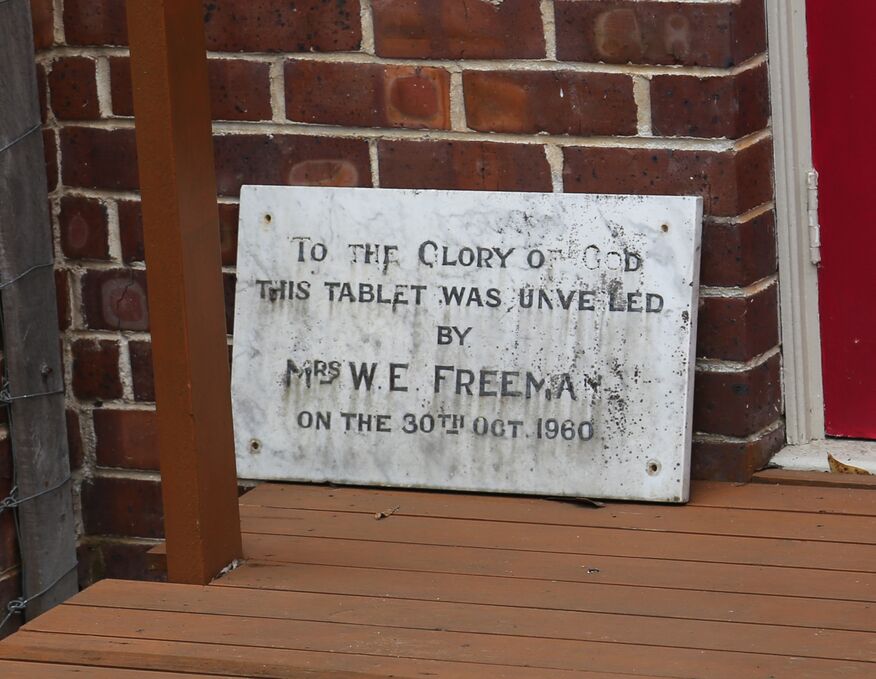 TO THE GLORY OF GOD
THIS TABLET WAS UNVEILED
BY
MRS W.E. FREEMAN
ON THE 30TH OCT. 1960